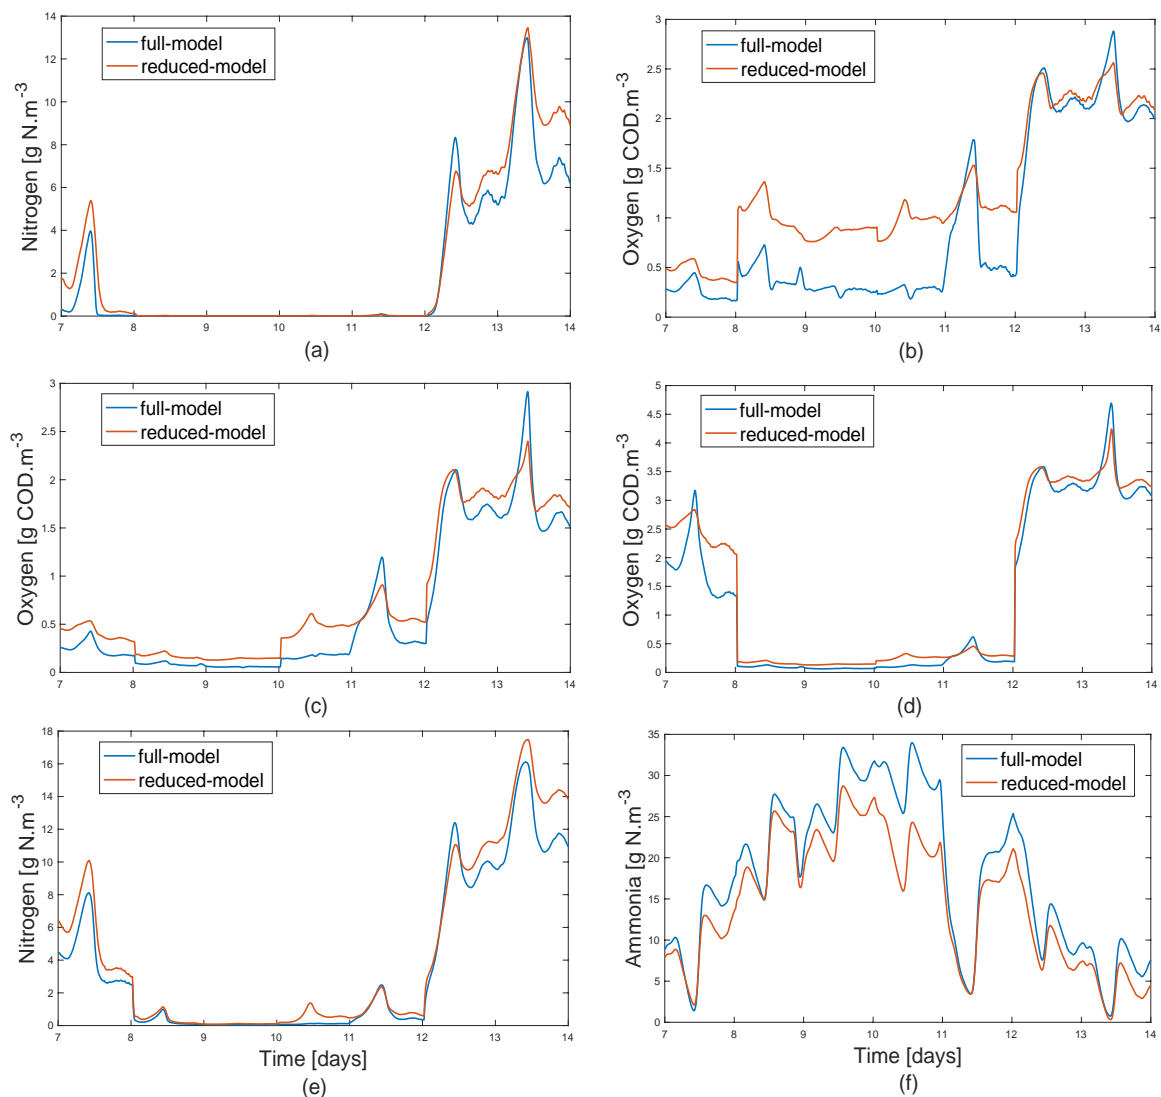 14
12
10
8
6
4
2
0
Nitrogen [g N.m-3
full-model
reduced-model
7 8 9 10 11 12 13 14
(a)
3
2.5
2
1.5
1
0.5
0
Oxygen [g COD.m-3
full-model
reduced-model
7 8 9 10 11 12 13 14
(b)
3
2.5
2
1.5
1
0.5
0
Oxygen [g COD.m-3
full-model
reduced-model
7 8 9 10 11 12 13 14
(c)
5
4.5
4
3.5
3
2.5
2
1.5
1
0.5
0
Oxygen [g COD.m-3
full-model
reduced-model
7 8 9 10 11 12 13 14
(d)
18
16
14
12
10
8
6
4
2
0
Nitrogen [g N.m-3
full-model
reduced-model
7 8 9 10 11 12 13 14
Time [days]
(e)
35
30
25
20
15
10
5
0
Ammonia [g N.m-3
full-model
reduced-model
7 8 9 10 11 12 13 14
Time [days]
(f)